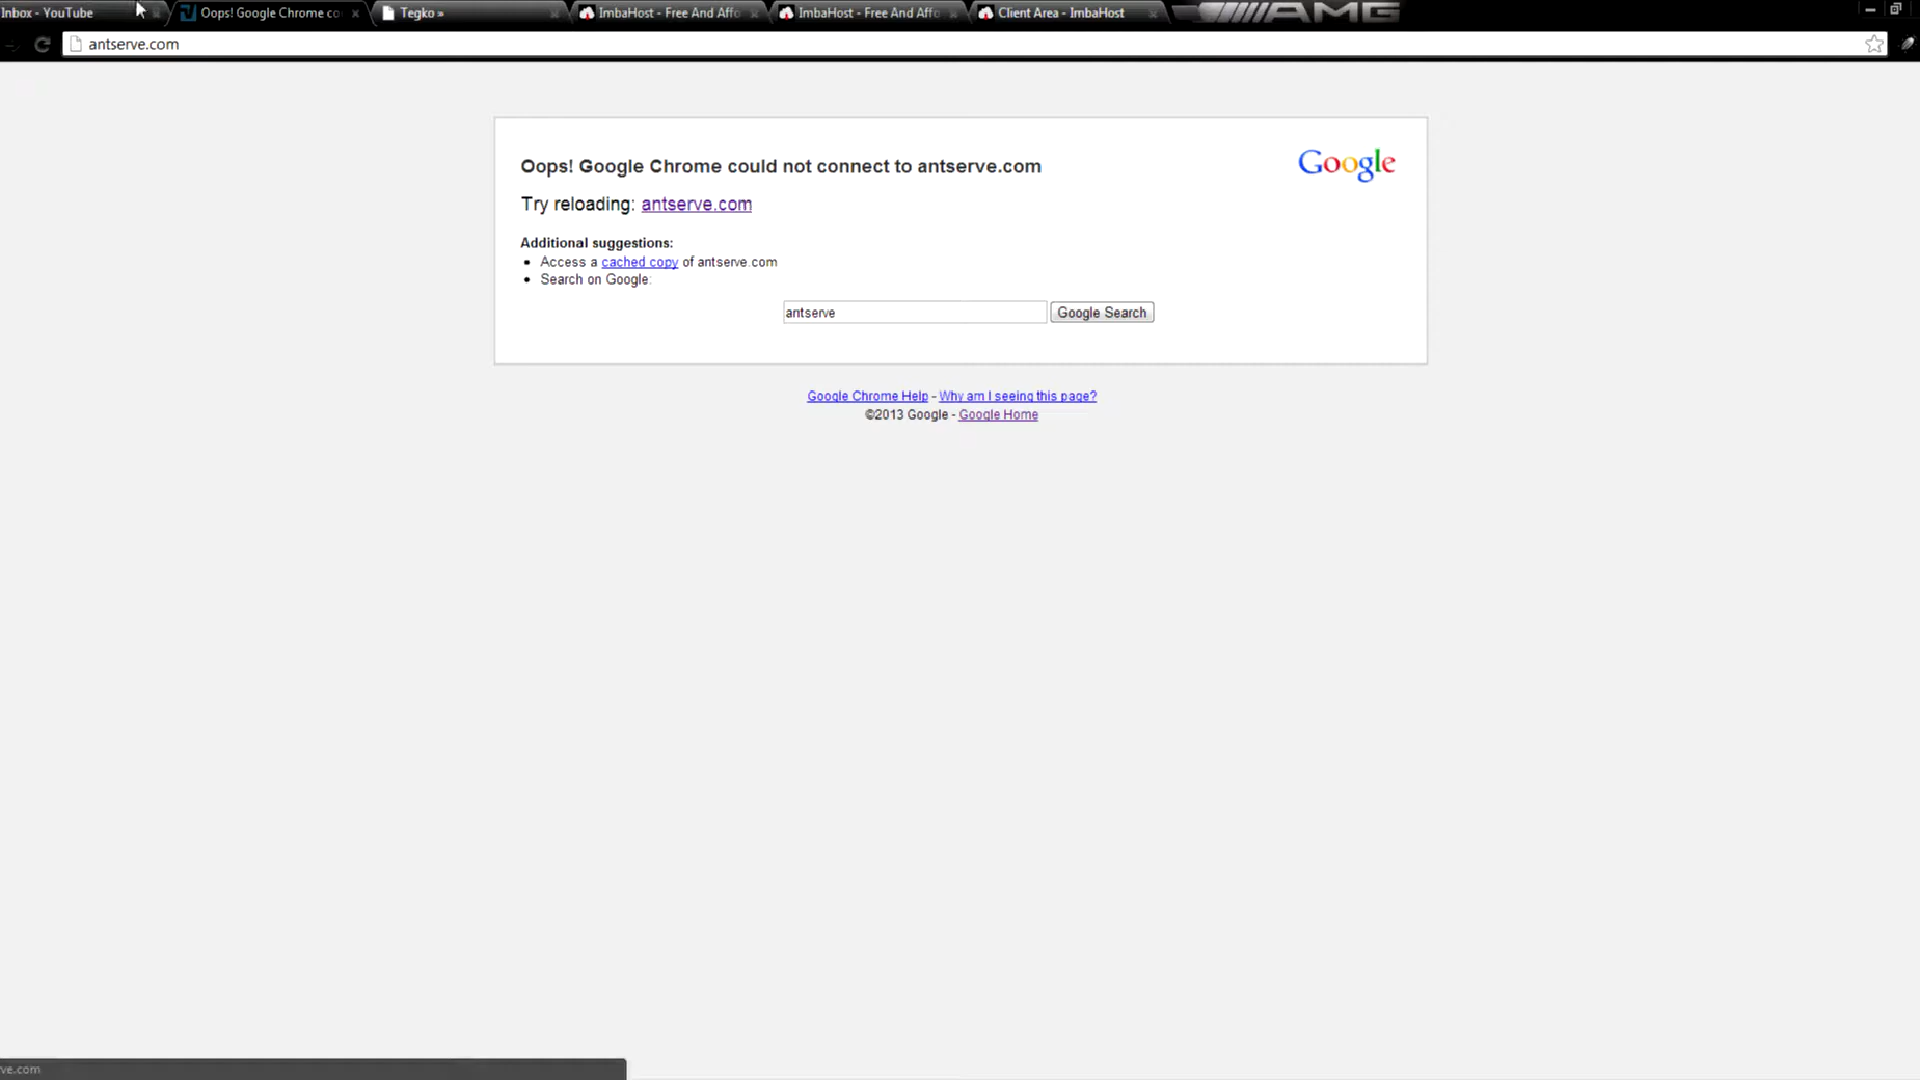 Inbox - YouTube
Oops! Google Chrome co
Tegko »
ImbaHost - Free And Affo
ImbaHost - Free And Affo
Client Area - ImbaHost
AMG
antserve.com
Oops! Google Chrome could not connect to antserve.com
Google
Try reloading: antserve.com
Additional suggestions:
Access a cached copy of antserve.com
Search on Google:
antserve
Google Search
Google Chrome Help - Why am I seeing this page?
©2013 Google - Google Home
ve.com